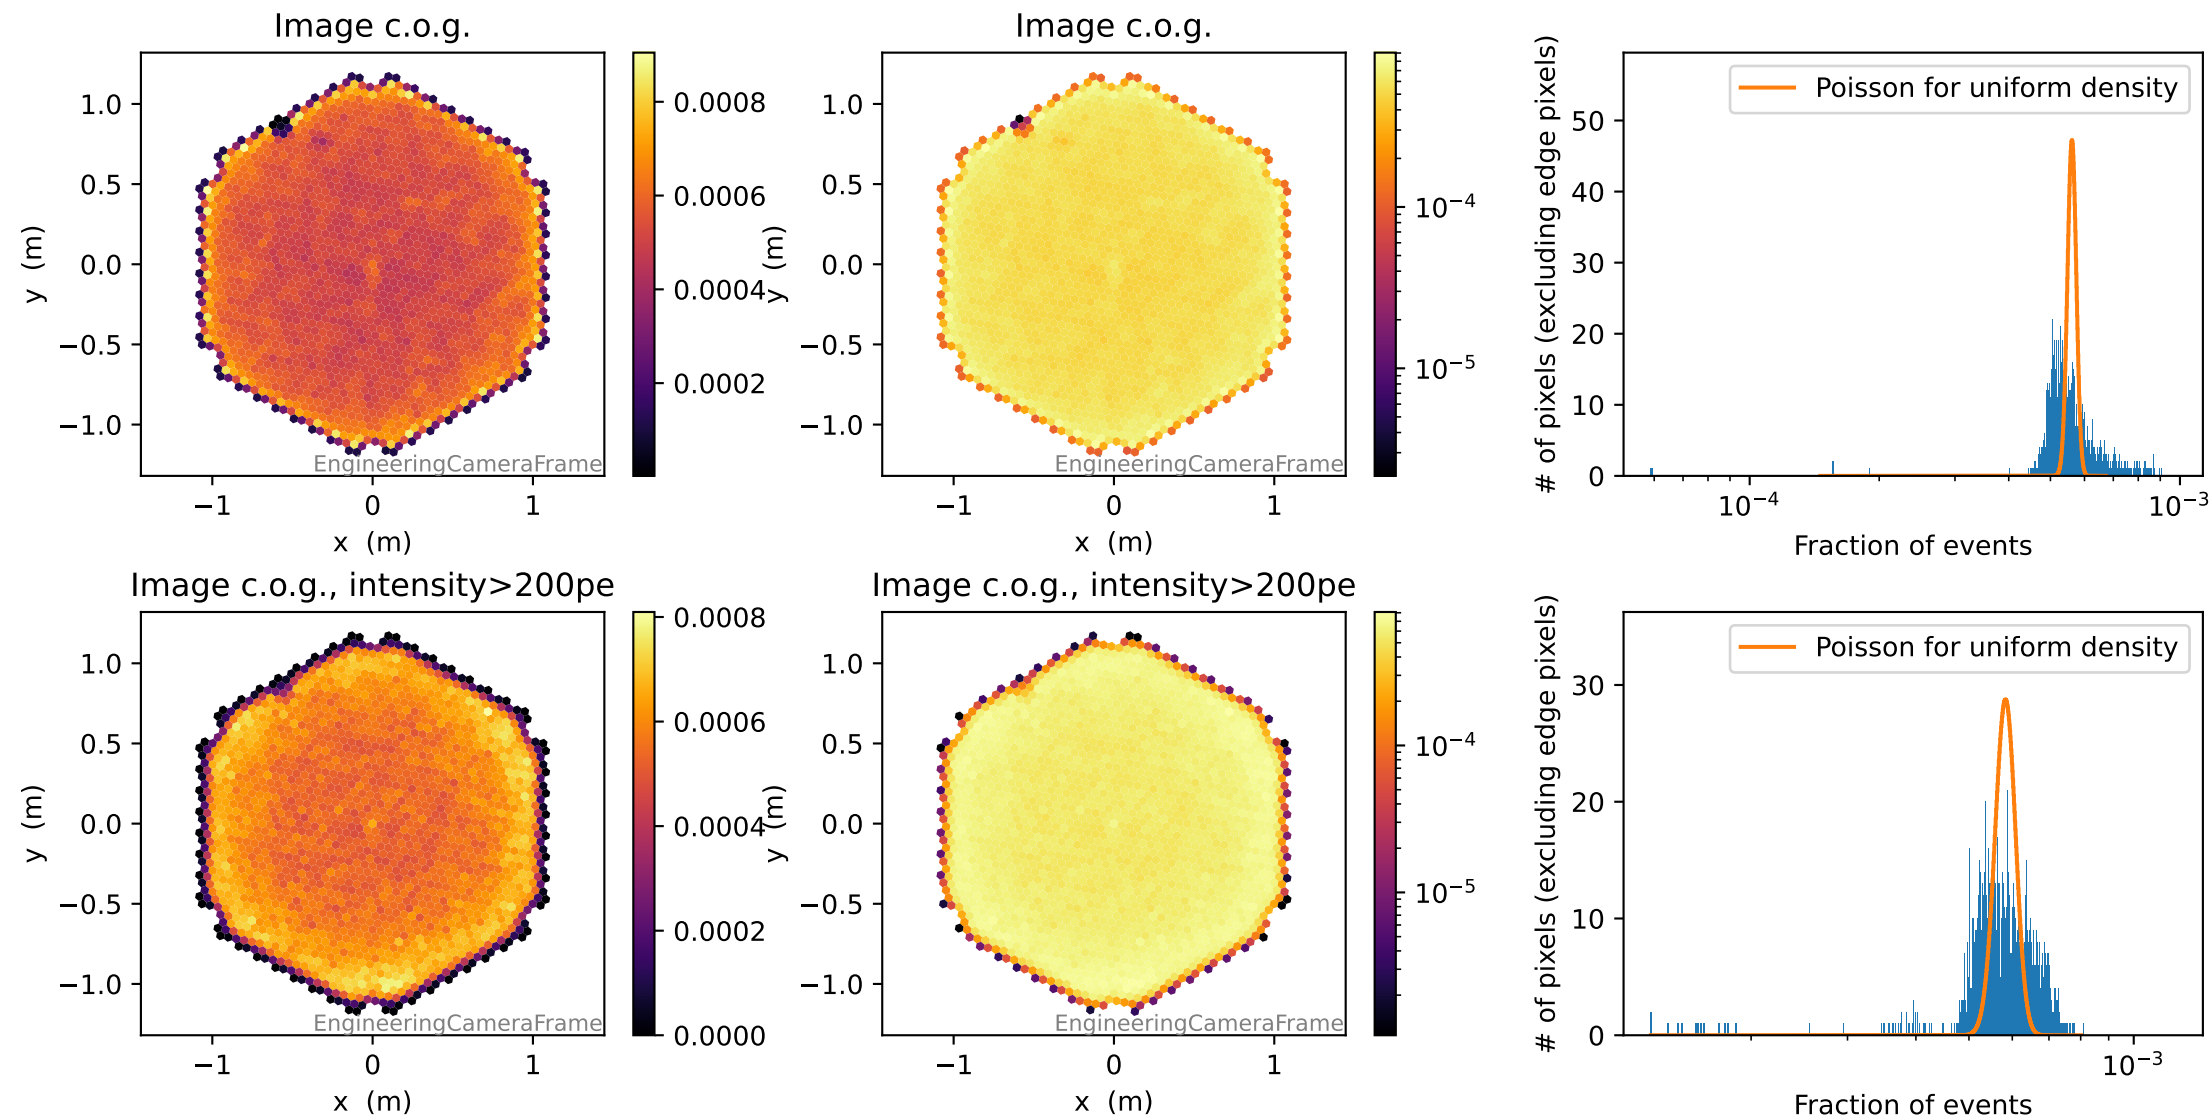 Image c.o.g.
1.0
0.5
0.0
−0.5
−1.0
y (m)
−1
0
1
x (m)
EngineeringCameraFrame
0.0008
0.0006
0.0004
0.0002
Image c.o.g.
1.0
0.5
0.0
−0.5
−1.0
y (m)
−1
0
1
x (m)
EngineeringCameraFrame
10⁻⁴
10⁻⁵
# of pixels (excluding edge pixels)
50
40
30
20
10
0
Poisson for uniform density
10⁻⁴
10⁻³
Fraction of events
Image c.o.g., intensity>200pe
1.0
0.5
0.0
−0.5
−1.0
y (m)
−1
0
1
x (m)
EngineeringCameraFrame
0.0008
0.0006
0.0004
0.0002
0.0000
Image c.o.g., intensity>200pe
1.0
0.5
0.0
−0.5
−1.0
y (m)
−1
0
1
x (m)
EngineeringCameraFrame
10⁻⁴
10⁻⁵
# of pixels (excluding edge pixels)
30
20
10
0
Poisson for uniform density
10⁻³
Fraction of events